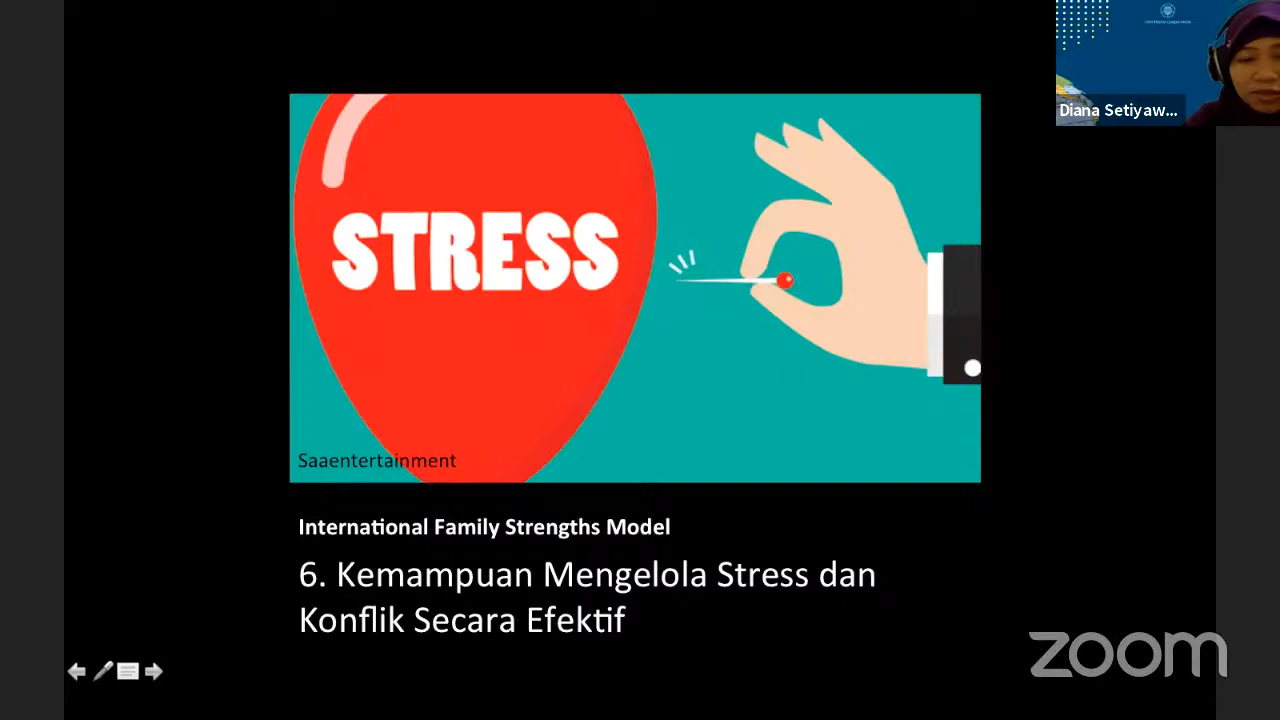 Diana Setiyaw...
STRESS
Saaentertainment
International Family Strengths Model
6. Kemampuan Mengelola Stress dan
Konflik Secara Efektif
zoom